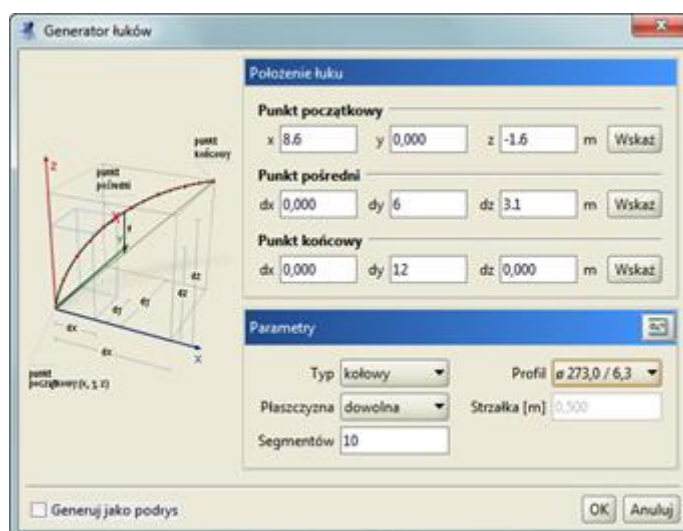 Generator łuków
Położenie łuku
Punkt początkowy
x 8.6 y 0,000 z -1.6 m Wskaż
Punkt pośredni
dx 0,000 dy 6 dz 3.1 m Wskaż
Punkt końcowy
dx 0,000 dy 12 dz 0,000 m Wskaż
z
punkt
pośredni
punkt
końcowy
dz
dz
dy
dy
dx
dx
x
punkt
początkowy (x, y, z)
Parametry
Typ kołowy Profil ø 273,0 / 6,3
Płaszczyzna dowolna Strzałka [m] 0,500
Segmentów 10
Generuj jako podrys
OK Anuluj